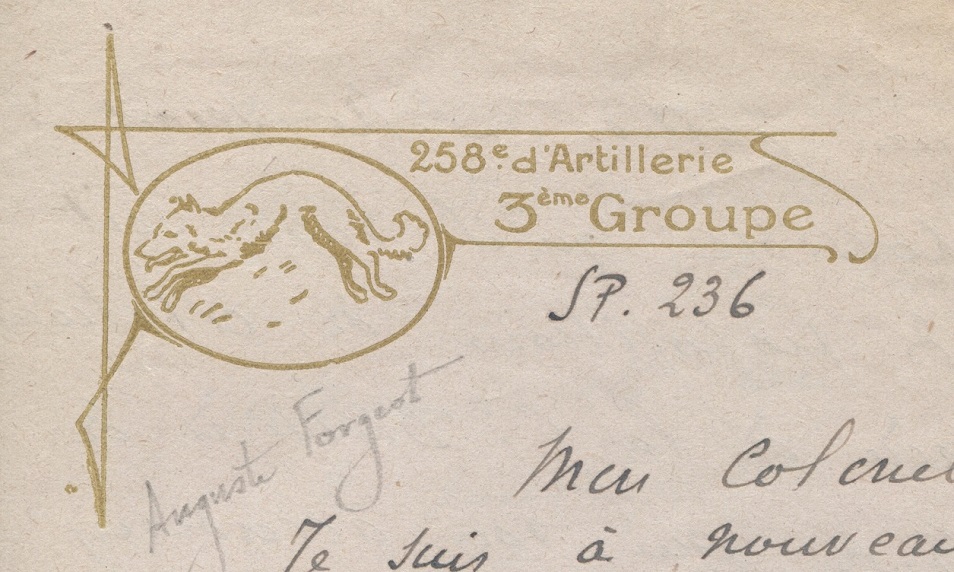 258e. d'Artillerie
3ème Groupe
SP. 236
Auguste Forgeot
Mon Colonel
Je suis à nouveau